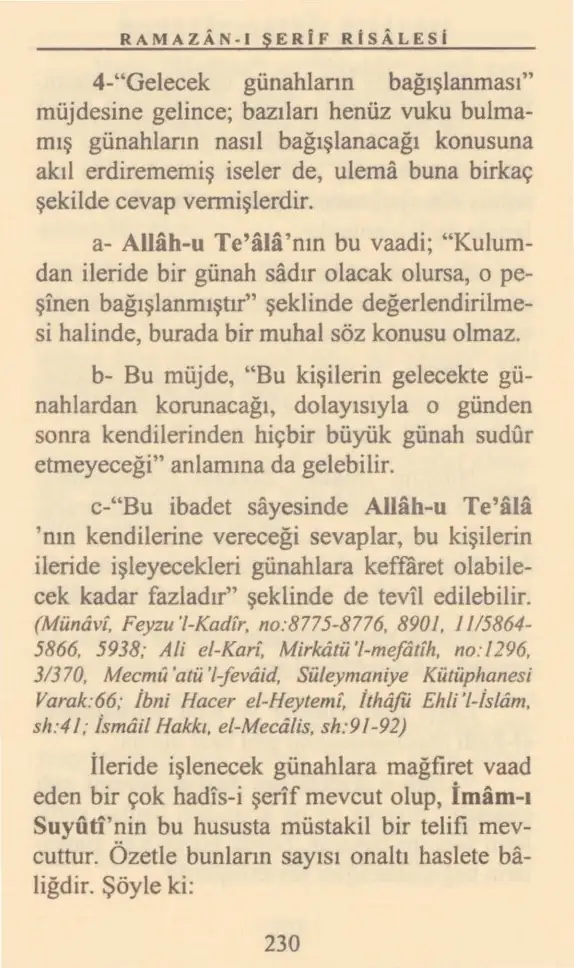 RAMAZÂN-I ŞERÎF RİSÂLESİ
4-“Gelecek günahların bağışlanması”
müjdesine gelince; bazıları henüz vuku bulma-
mış günahların nasıl bağışlanacağı konusuna
akıl erdirememiş iseler de, ulemâ buna birkaç
şekilde cevap vermişlerdir.
a- Allâh-u Te’âlâ’nın bu vaadi; “Kulum-
dan ileride bir günah sâdır olacak olursa, o pe-
şînen bağışlanmıştır” şeklinde değerlendirilme-
si halinde, burada bir muhal söz konusu olmaz.
b- Bu müjde, “Bu kişilerin gelecekte gü-
nahlardan korunacağı, dolayısıyla o günden
sonra kendilerinden hiçbir büyük günah sudûr
etmeyeceği” anlamına da gelebilir.
c-“Bu ibadet sâyesinde Allâh-u Te’âlâ
’nın kendilerine vereceği sevaplar, bu kişilerin
ileride işleyecekleri günahlara keffâret olabile-
cek kadar fazladır” şeklinde de tevîl edilebilir.
(Münâvî, Feyzu'l-Kadîr, no:8775-8776, 8901, 11/5864-
5866, 5938; Ali el-Karî, Mirkâtü'l-mefâtîh, no:1296,
3/370, Mecmû'atü'l-fevâid, Süleymaniye Kütüphanesi
Varak:66; İbni Hacer el-Heytemî, İthâfü Ehli'l-İslâm,
sh:41; İsmâil Hakkı, el-Mecâlis, sh:91-92)
İleride işlenecek günahlara mağfiret vaad
eden bir çok hadîs-i şerîf mevcut olup, İmâm-ı
Suyûtî’nin bu hususta müstakil bir telifi mev-
cuttur. Özetle bunların sayısı onaltı haslete bâ-
liğdir. Şöyle ki:
230